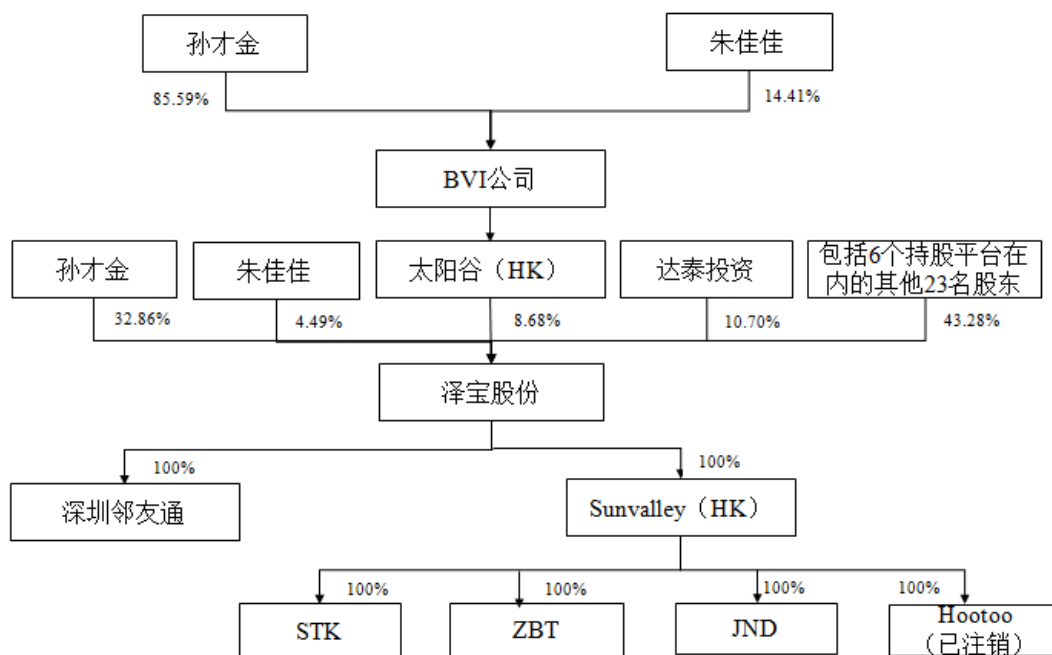 孙才金
朱佳佳
85.59%
14.41%
BVI公司
孙才金
朱佳佳
太阳谷（HK）
达泰投资
包括6个持股平台在
内的其他23名股东
32.86%
4.49%
8.68%
10.70%
43.28%
泽宝股份
100%
100%
深圳邻友通
Sunvalley（HK）
100%
100%
100%
100%
STK
ZBT
JND
Hootoo
（已注销）